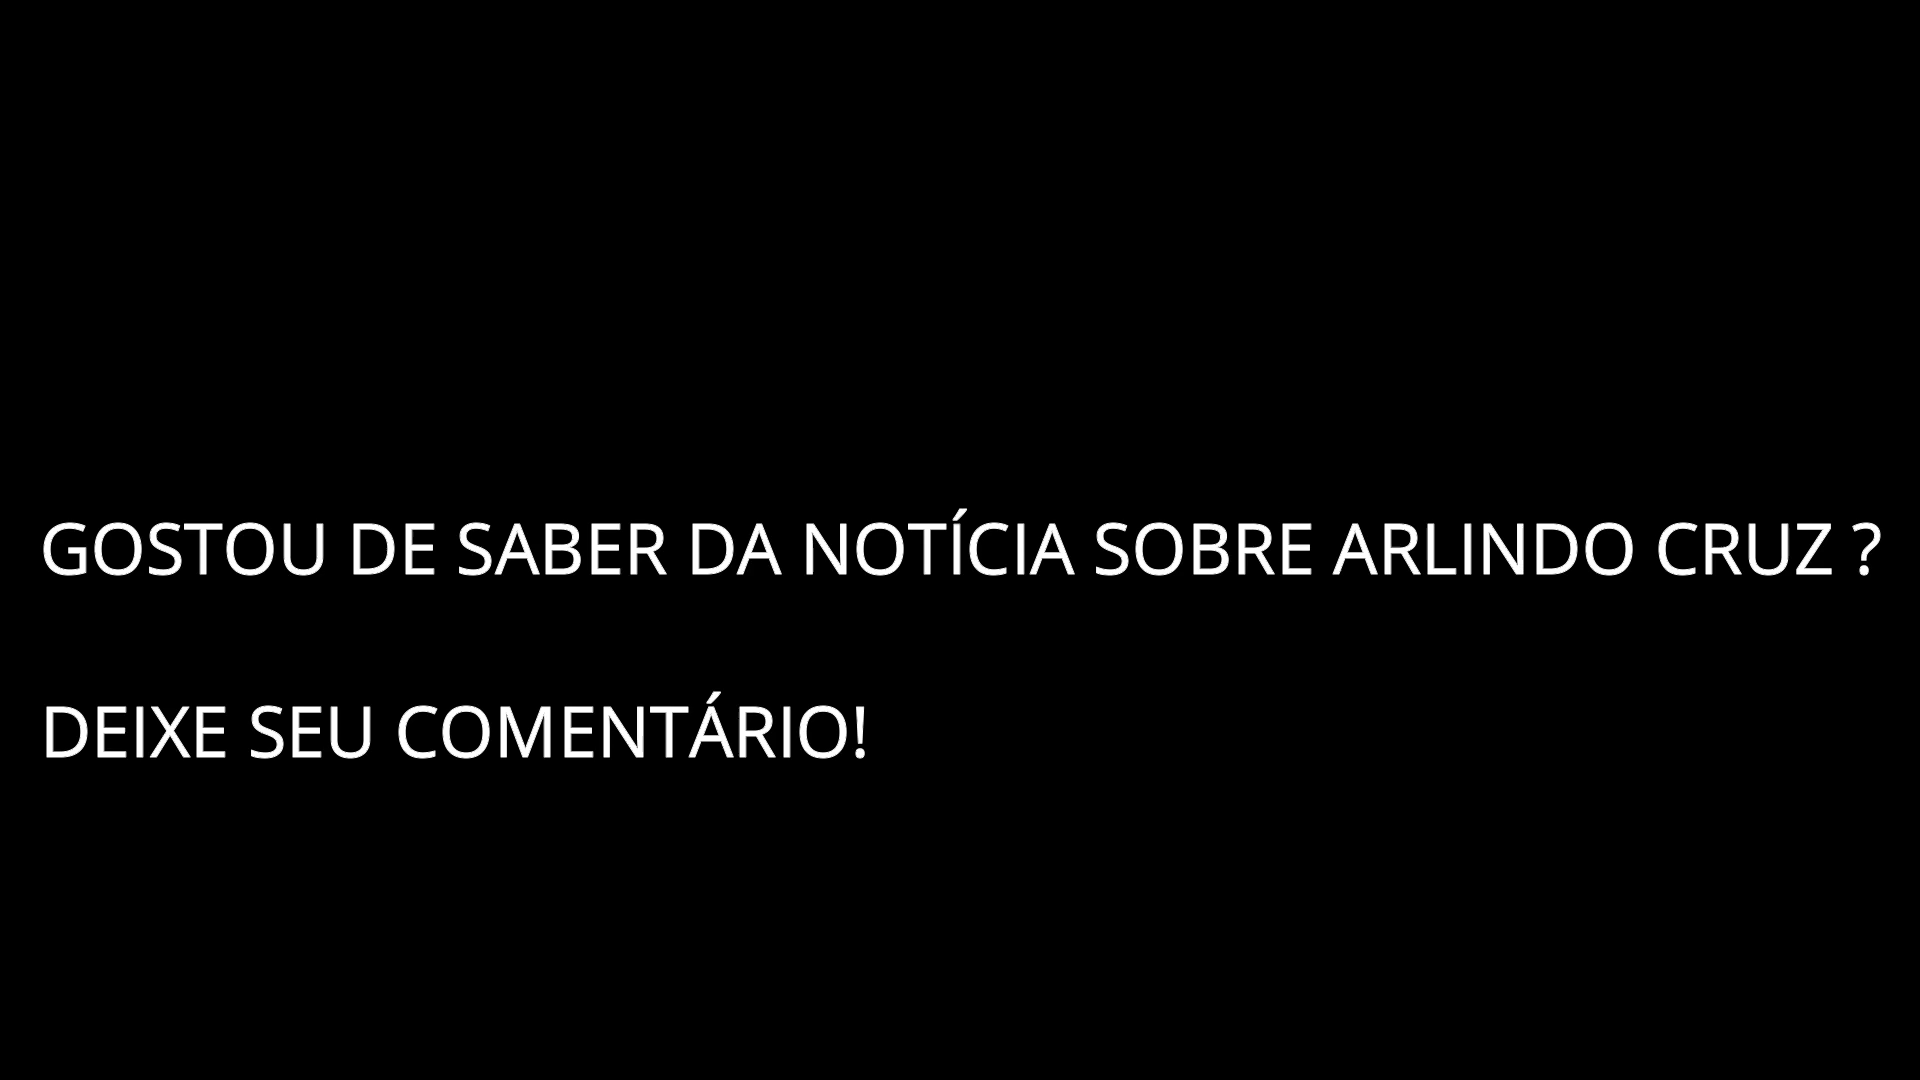 GOSTOU DE SABER DA NOTÍCIA SOBRE ARLINDO CRUZ ?
DEIXE SEU COMENTÁRIO!